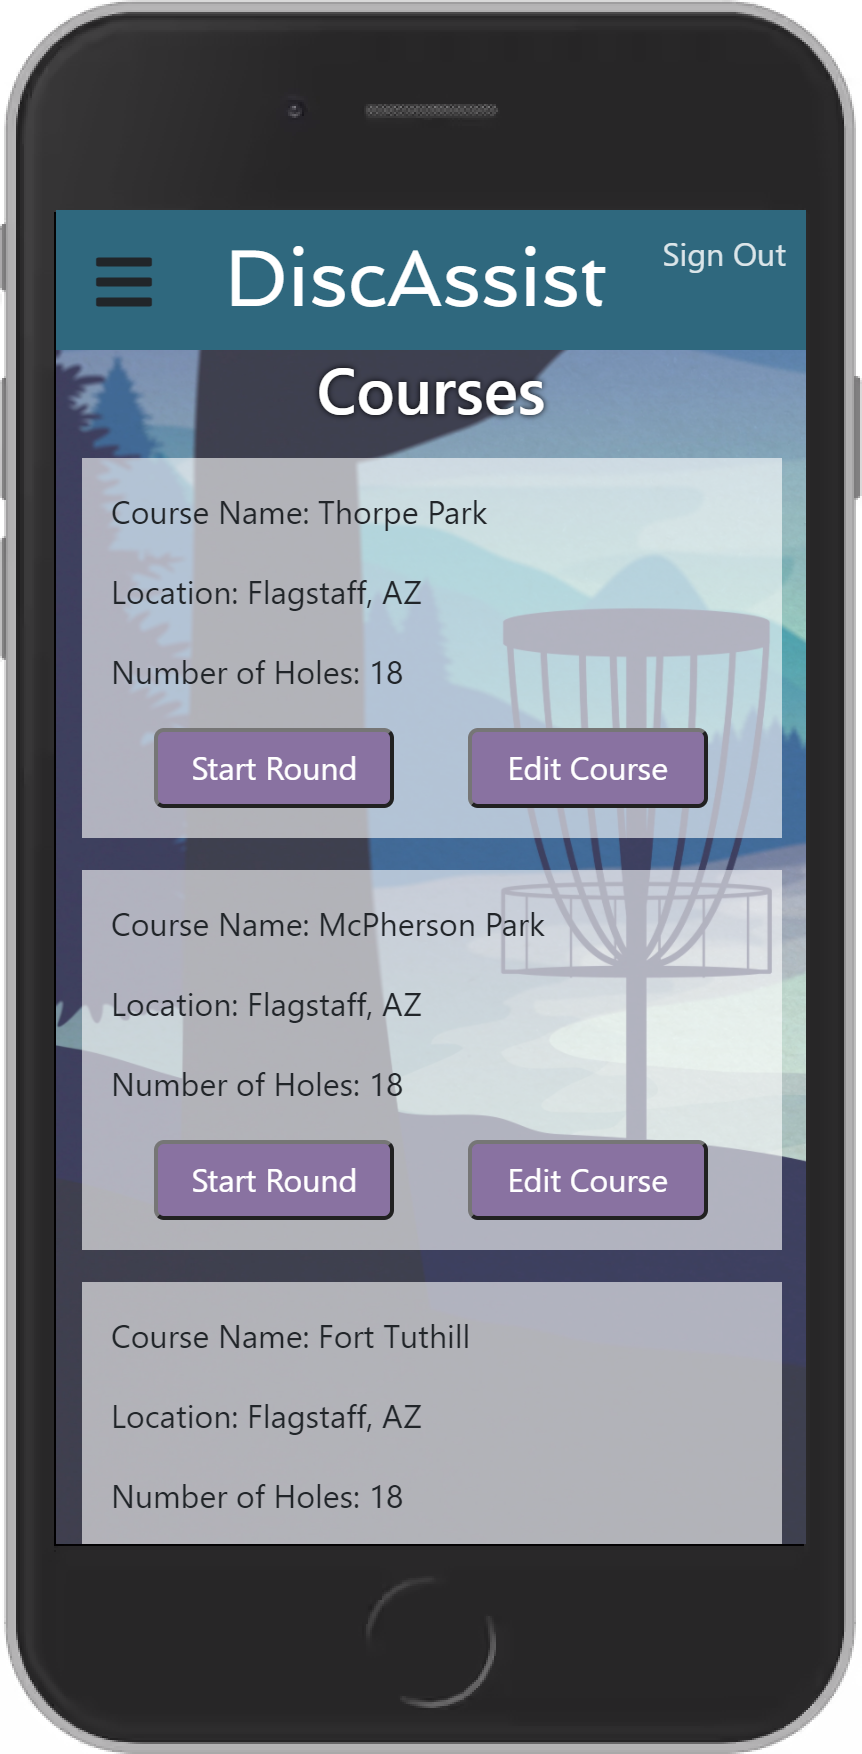 DiscAssist
Sign Out
Courses
Course Name: Thorpe Park
Location: Flagstaff, AZ
Number of Holes: 18
Start Round
Edit Course
Course Name: McPherson Park
Location: Flagstaff, AZ
Number of Holes: 18
Start Round
Edit Course
Course Name: Fort Tuthill
Location: Flagstaff, AZ
Number of Holes: 18